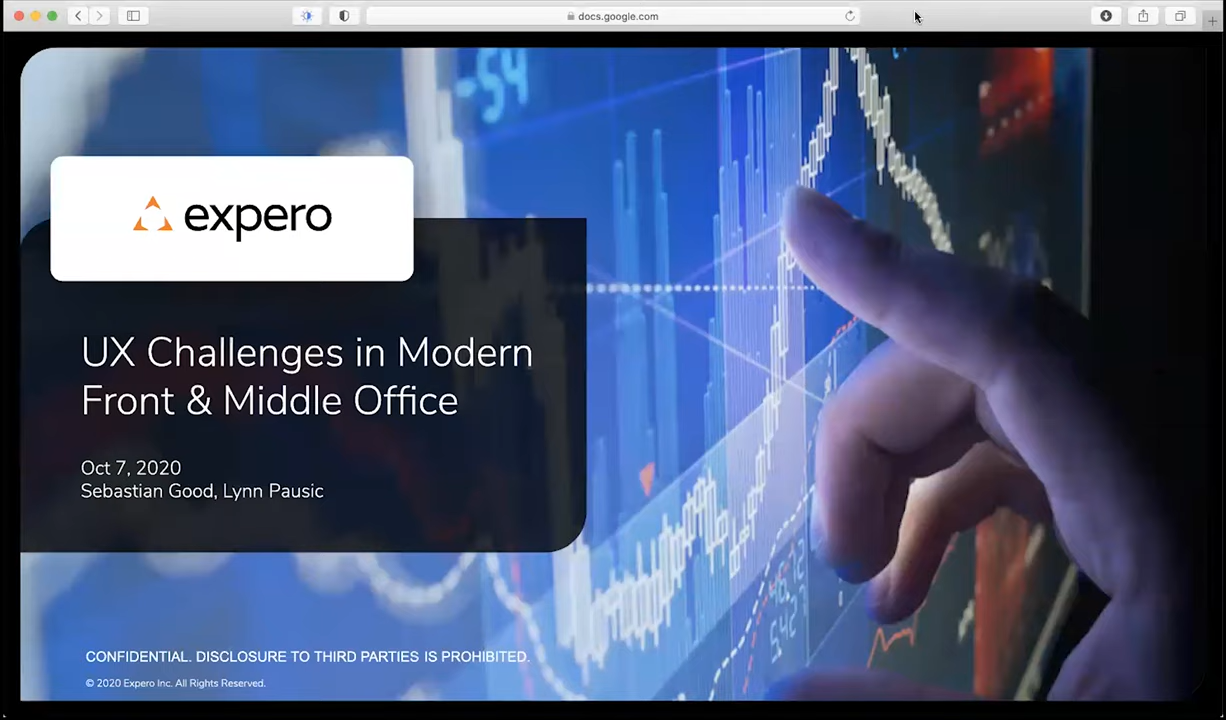 docs.google.com
-54
expero
UX Challenges in Modern
Front & Middle Office
Oct 7, 2020
Sebastian Good, Lynn Pausic
CONFIDENTIAL. DISCLOSURE TO THIRD PARTIES IS PROHIBITED.
© 2020 Expero Inc. All Rights Reserved.